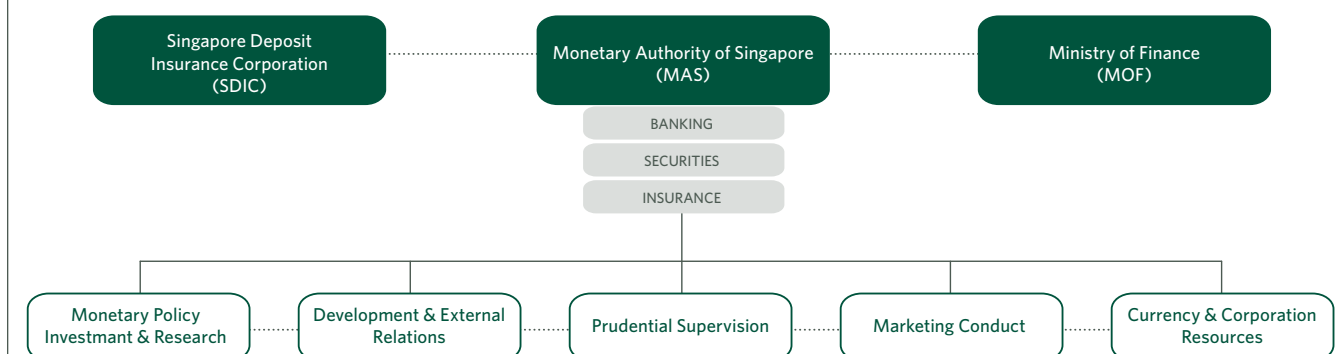 Singapore Deposit
Insurance Corporation
(SDIC)
Monetary Authority of Singapore
(MAS)
Ministry of Finance
(MOF)
BANKING
SECURITIES
INSURANCE
Monetary Policy
Investmant & Research
Development & External
Relations
Prudential Supervision
Marketing Conduct
Currency & Corporation
Resources